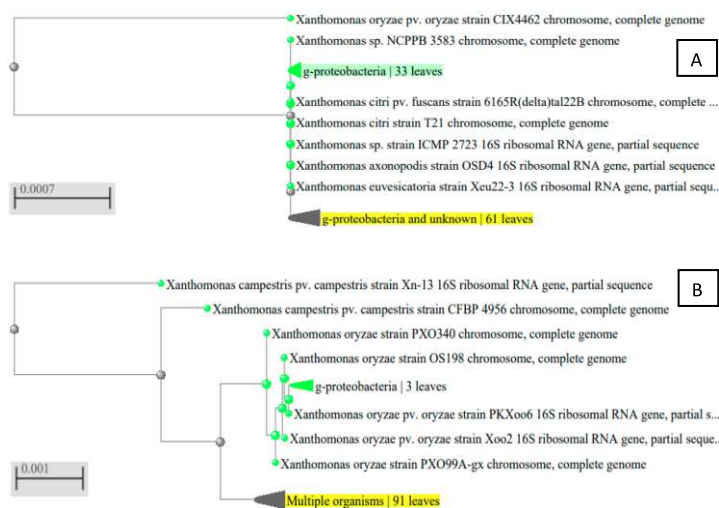 Xanthomonas oryzae pv. oryzae strain CIX4462 chromosome, complete genome
Xanthomonas sp. NCPPB 3583 chromosome, complete genome
A
g-proteobacteria | 33 leaves
Xanthomonas citri pv. fuscans strain 6165R(delta)tal22B chromosome, complete ...
Xanthomonas citri strain T21 chromosome, complete genome
Xanthomonas sp. strain ICMP 2723 16S ribosomal RNA gene, partial sequence
Xanthomonas axonopodis strain OSD4 16S ribosomal RNA gene, partial sequence
Xanthomonas euvesicatoria strain Xeu22-3 16S ribosomal RNA gene, partial sequ...
0.0007
g-proteobacteria and unknown | 61 leaves
Xanthomonas campestris pv. campestris strain Xn-13 16S ribosomal RNA gene, partial sequence
B
Xanthomonas campestris pv. campestris strain CFBP 4956 chromosome, complete genome
Xanthomonas oryzae strain PXO340 chromosome, complete genome
Xanthomonas oryzae strain OS198 chromosome, complete genome
g-proteobacteria | 3 leaves
Xanthomonas oryzae pv. oryzae strain PKXoo6 16S ribosomal RNA gene, partial s...
Xanthomonas oryzae pv. oryzae strain Xoo2 16S ribosomal RNA gene, partial seque...
Xanthomonas oryzae strain PXO99A-gx chromosome, complete genome
0.001
Multiple organisms | 91 leaves